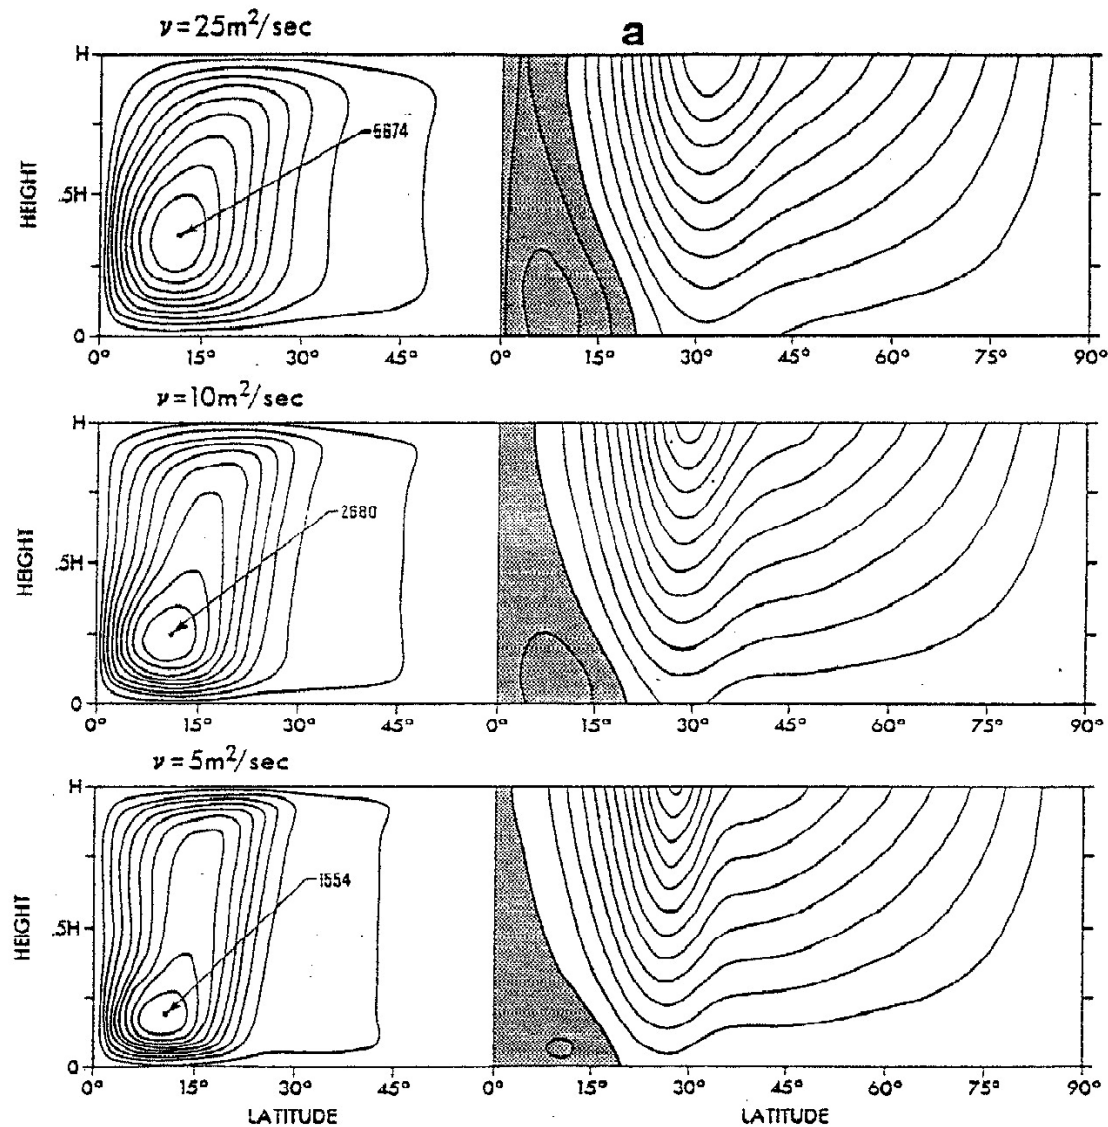 ν = 25m²/sec
a
H
.5H
0
HEIGHT
5674
0° 15° 30° 45° 0° 15° 30° 45° 60° 75° 90°
ν = 10m²/sec
H
.5H
0
HEIGHT
2680
0° 15° 30° 45° 0° 15° 30° 45° 60° 75° 90°
ν = 5m²/sec
H
.5H
0
HEIGHT
1554
0° 15° 30° 45° 0° 15° 30° 45° 60° 75° 90°
LATITUDE LATITUDE